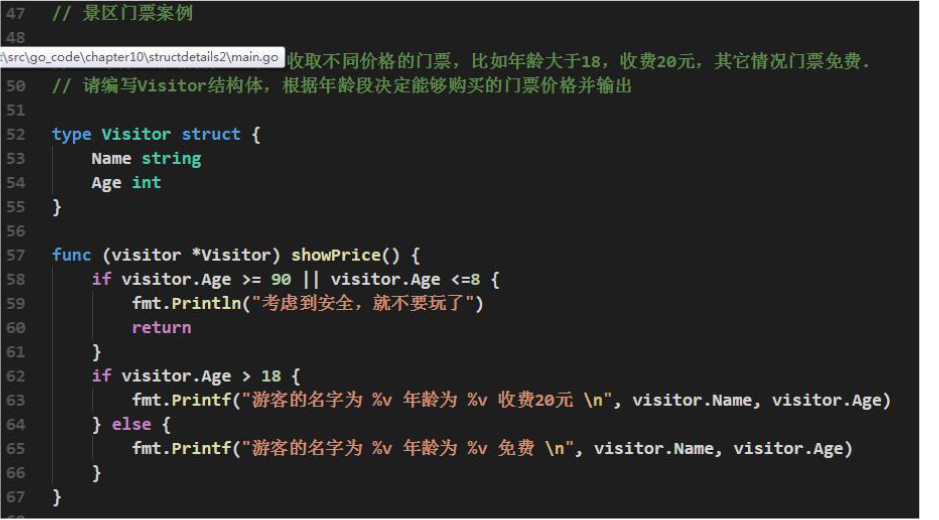 47 // 景区门票案例
48
t\src\go_code\chapter10\structdetails2\main.go 收取不同价格的门票，比如年龄大于18，收费20元，其它情况门票免费.
50 // 请编写Visitor结构体，根据年龄段决定能够购买的门票价格并输出
51
52 type Visitor struct {
53 Name string
54 Age int
55 }
56
57 func (visitor *Visitor) showPrice() {
58 if visitor.Age >= 90 || visitor.Age <=8 {
59 fmt.Println("考虑到安全，就不要玩了")
60 return
61 }
62 if visitor.Age > 18 {
63 fmt.Printf("游客的名字为 %v 年龄为 %v 收费20元 \n", visitor.Name, visitor.Age)
64 } else {
65 fmt.Printf("游客的名字为 %v 年龄为 %v 免费 \n", visitor.Name, visitor.Age)
66 }
67 }